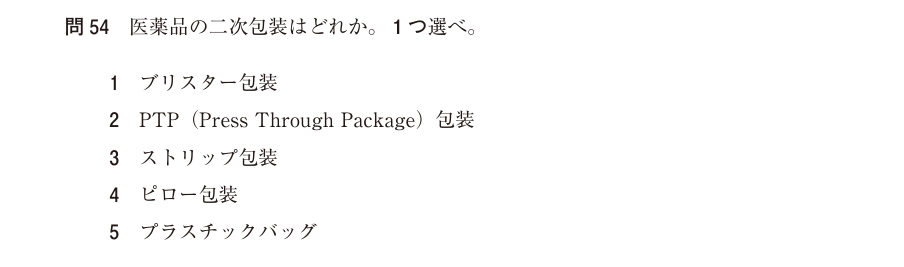 問54 医薬品の二次包装はどれか。1つ選べ。
1 ブリスター包装
2 PTP（Press Through Package）包装
3 ストリップ包装
4 ピロー包装
5 プラスチックバッグ